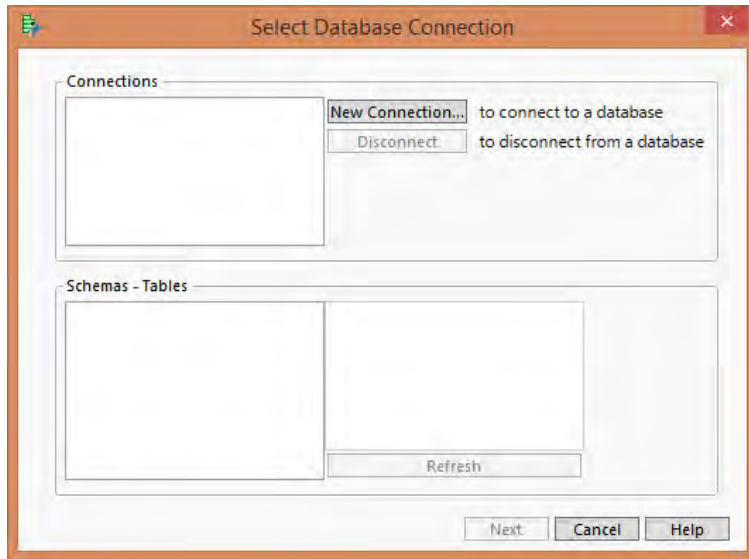 Select Database Connection
Connections
New Connection... to connect to a database
Disconnect to disconnect from a database
Schemas - Tables
Refresh
Next Cancel Help